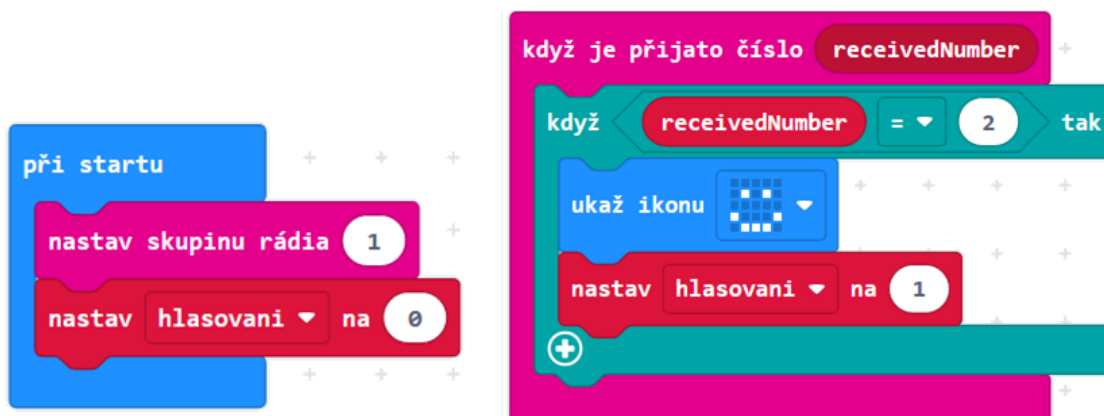 při startu
nastav skupinu rádia 1
nastav hlasovani na 0
když je přijato číslo receivedNumber
když receivedNumber = 2 tak
ukaž ikonu
nastav hlasovani na 1